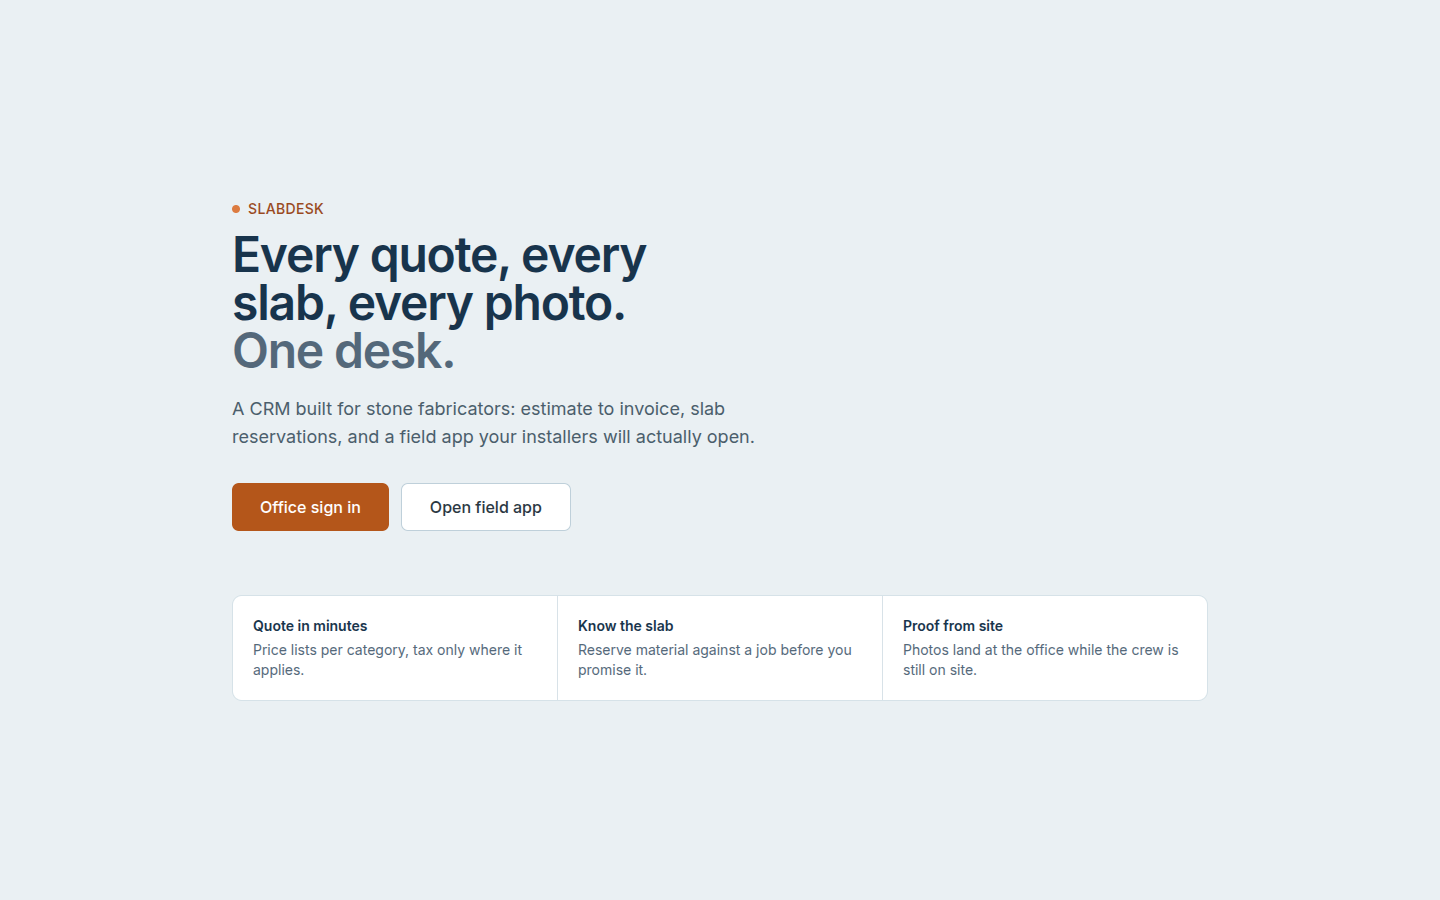 SLABDESK
Every quote, every
slab, every photo.
One desk.
A CRM built for stone fabricators: estimate to invoice, slab
reservations, and a field app your installers will actually open.
Office sign in
Open field app
Quote in minutes
Price lists per category, tax only where it
applies.
Know the slab
Reserve material against a job before you
promise it.
Proof from site
Photos land at the office while the crew is
still on site.